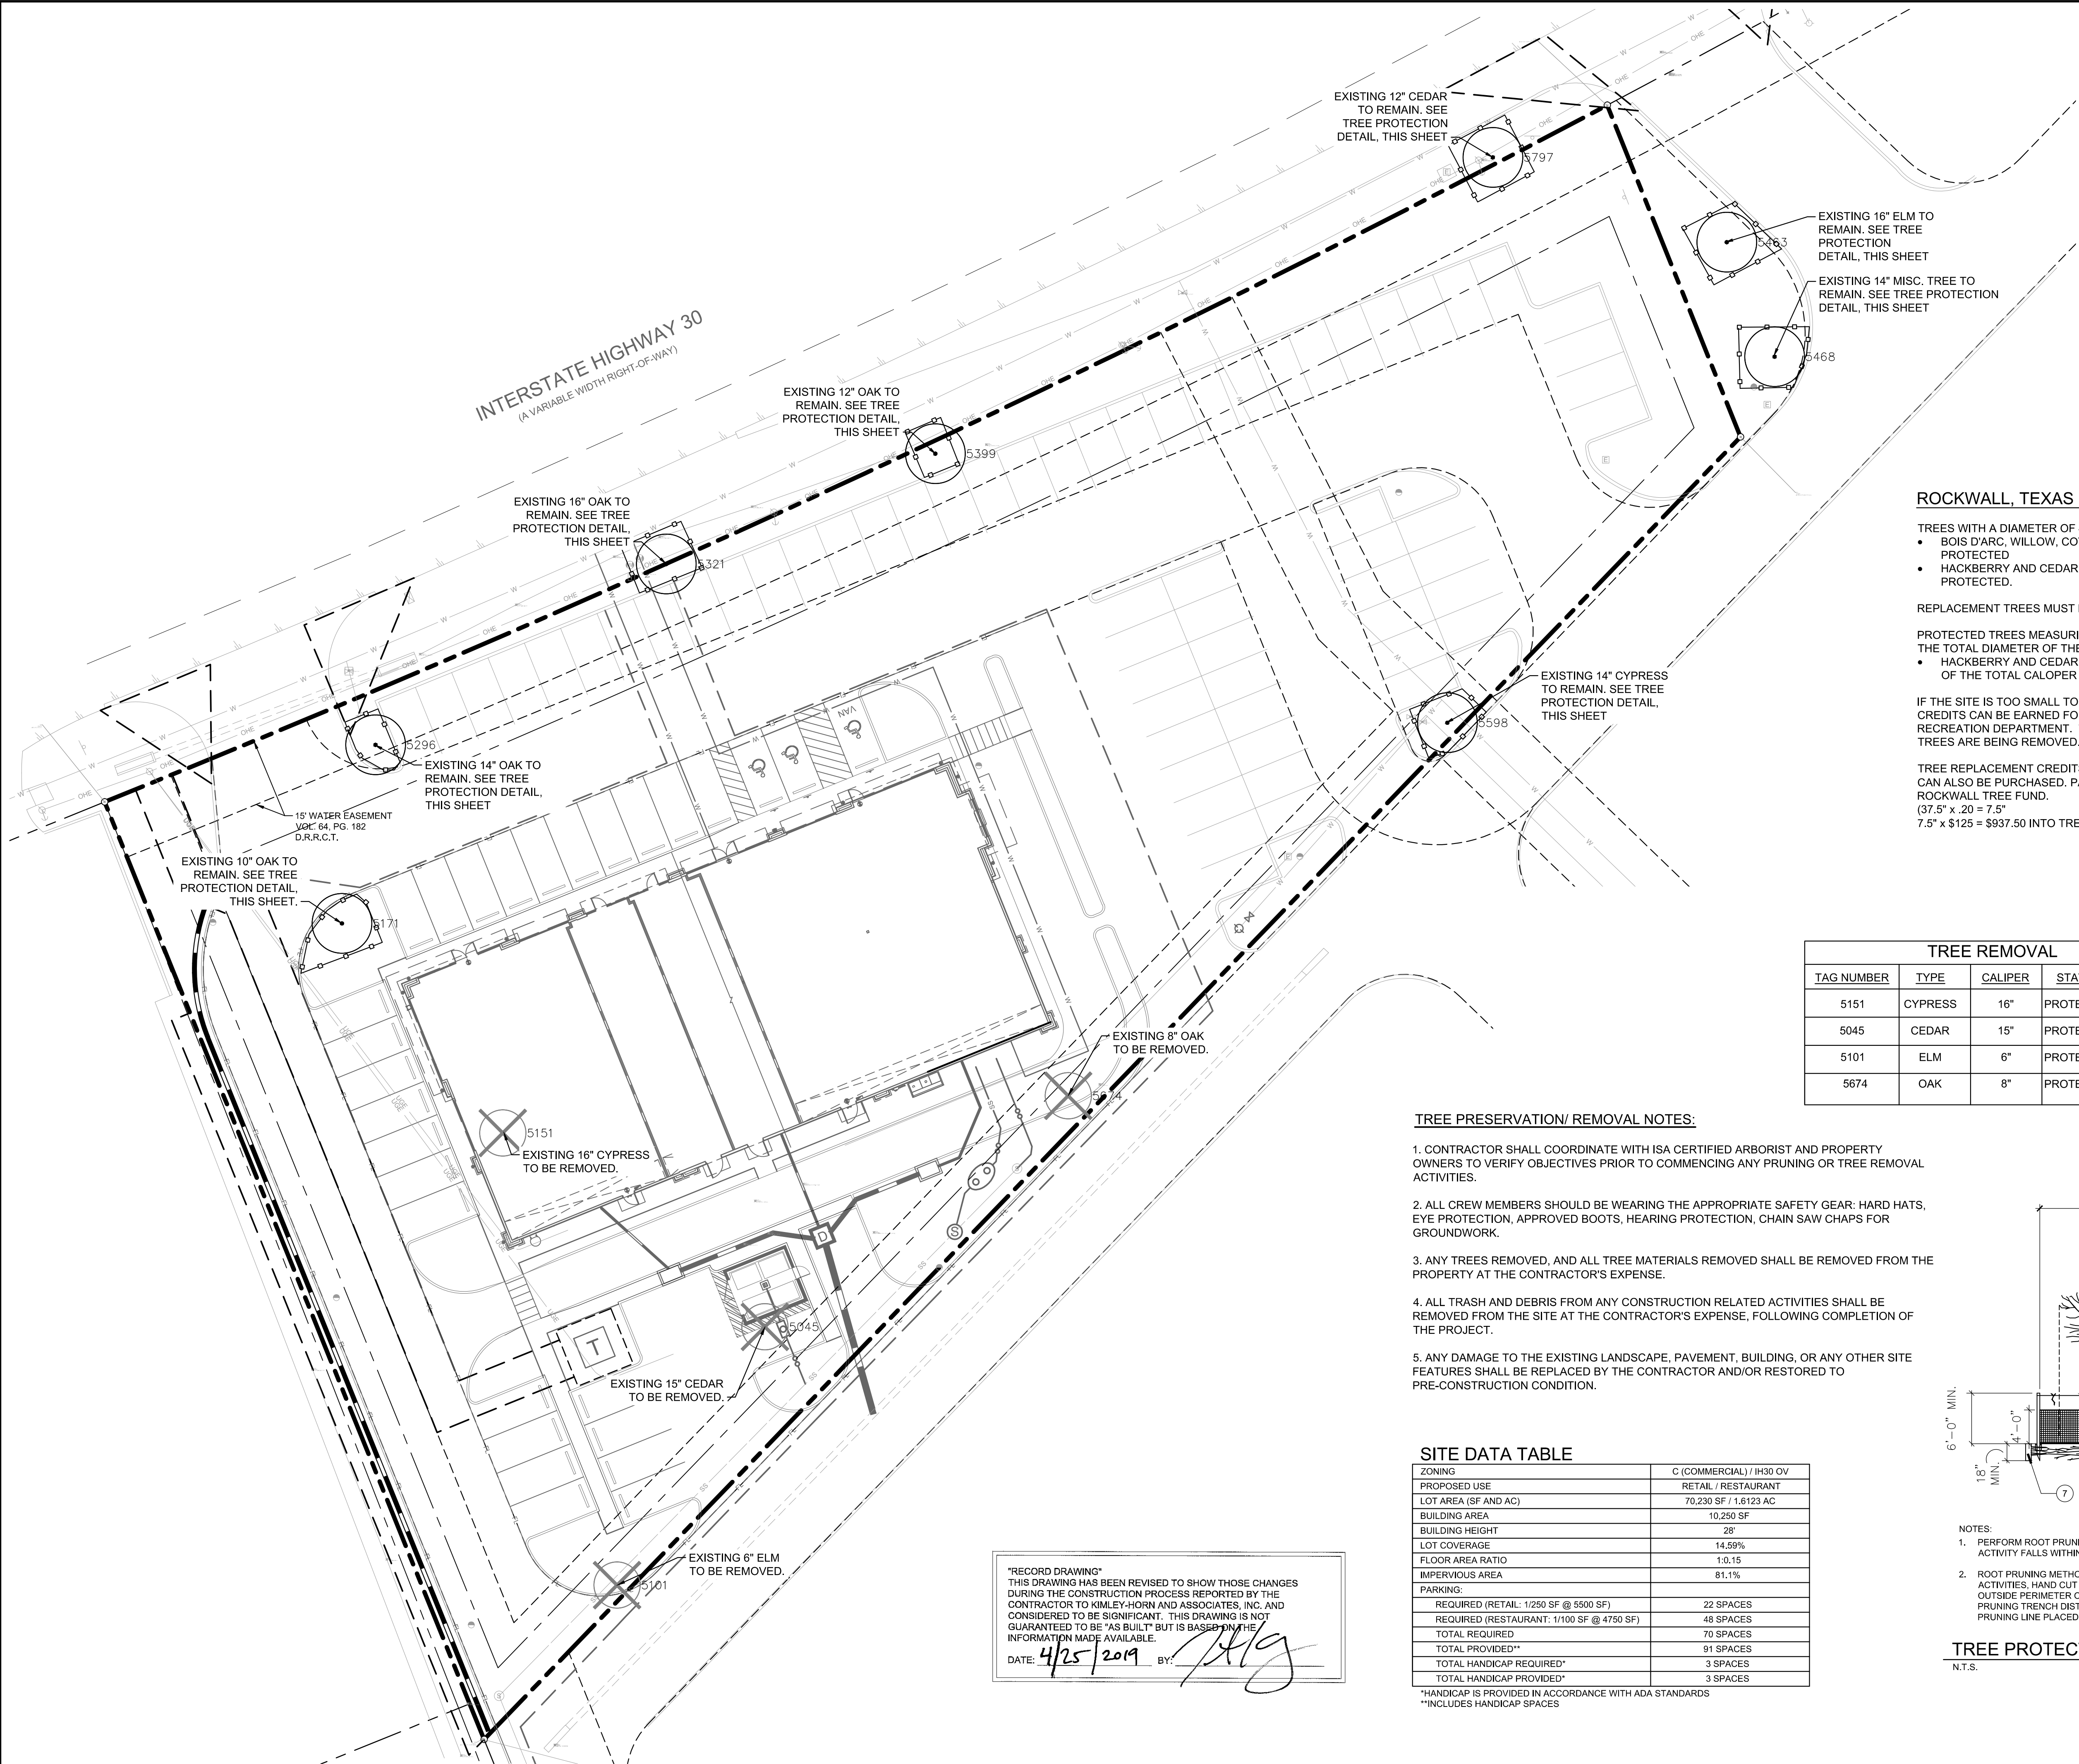 EXISTING 12" CEDAR
TO REMAIN. SEE
TREE PROTECTION
DETAIL, THIS SHEET
5797
EXISTING 16" ELM TO
REMAIN. SEE TREE
PROTECTION
DETAIL, THIS SHEET
5463
EXISTING 14" MISC. TREE TO
REMAIN. SEE TREE PROTECTION
DETAIL, THIS SHEET
5468
INTERSTATE HIGHWAY 30
(A VARIABLE WIDTH RIGHT-OF-WAY)
EXISTING 12" OAK TO
REMAIN. SEE TREE
PROTECTION DETAIL,
THIS SHEET
5399
EXISTING 16" OAK TO
REMAIN. SEE TREE
PROTECTION DETAIL,
THIS SHEET
5321
EXISTING 14" CYPRESS
TO REMAIN. SEE TREE
PROTECTION DETAIL,
THIS SHEET
5598
5296
EXISTING 14" OAK TO
REMAIN. SEE TREE
PROTECTION DETAIL,
THIS SHEET
15' WATER EASEMENT
VOL. 64, PG. 182
D.R.R.C.T.
VAN
EXISTING 10" OAK TO
REMAIN. SEE TREE
PROTECTION DETAIL,
THIS SHEET.
5171
EXISTING 8" OAK
TO BE REMOVED.
5151
EXISTING 16" CYPRESS
TO BE REMOVED.
D
S
T
5045
EXISTING 15" CEDAR
TO BE REMOVED.
EXISTING 6" ELM
TO BE REMOVED.
5101
ROCKWALL, TEXAS
TREES WITH A DIAMETER OF
• BOIS D'ARC, WILLOW,
PROTECTED
• HACKBERRY AND CEDAR
PROTECTED.
REPLACEMENT TREES MUST
PROTECTED TREES
THE TOTAL DIAMETER OF
• HACKBERRY AND CEDAR
OF THE TOTAL CALOPER
IF THE SITE IS TOO SMALL TO
CREDITS CAN BE EARNED
RECREATION DEPARTMENT.
TREES ARE BEING REMOVED.
TREE REPLACEMENT
CAN ALSO BE PURCHASED.
ROCKWALL TREE FUND.
(37.5" x .20 = 7.5"
7.5" x $125 = $937.50 INTO
TREE REMOVAL
TAG NUMBER TYPE CALIPER
5151 CYPRESS 16"
5045 CEDAR 15"
5101 ELM 6"
5674 OAK 8"
TREE PRESERVATION/ REMOVAL NOTES:
1. CONTRACTOR SHALL COORDINATE WITH ISA CERTIFIED ARBORIST AND PROPERTY
OWNERS TO VERIFY OBJECTIVES PRIOR TO COMMENCING ANY PRUNING OR TREE REMOVAL
ACTIVITIES.
2. ALL CREW MEMBERS SHOULD BE WEARING THE APPROPRIATE SAFETY GEAR: HARD HATS,
EYE PROTECTION, APPROVED BOOTS, HEARING PROTECTION, CHAIN SAW CHAPS FOR
GROUNDWORK.
3. ANY TREES REMOVED, AND ALL TREE MATERIALS REMOVED SHALL BE REMOVED FROM THE
PROPERTY AT THE CONTRACTOR'S EXPENSE.
4. ALL TRASH AND DEBRIS FROM ANY CONSTRUCTION RELATED ACTIVITIES SHALL BE
REMOVED FROM THE SITE AT THE CONTRACTOR'S EXPENSE, FOLLOWING COMPLETION OF
THE PROJECT.
5. ANY DAMAGE TO THE EXISTING LANDSCAPE, PAVEMENT, BUILDING, OR ANY OTHER SITE
FEATURES SHALL BE REPLACED BY THE CONTRACTOR AND/OR RESTORED TO
PRE-CONSTRUCTION CONDITION.
SITE DATA TABLE
ZONING C (COMMERCIAL) / IH30 OV
PROPOSED USE RETAIL / RESTAURANT
LOT AREA (SF AND AC) 70,230 SF / 1.6123 AC
BUILDING AREA 10,250 SF
BUILDING HEIGHT 28'
LOT COVERAGE 14.59%
FLOOR AREA RATIO 1:0.15
IMPERVIOUS AREA 81.1%
PARKING:
REQUIRED (RETAIL: 1/250 SF @ 5500 SF) 22 SPACES
REQUIRED (RESTAURANT: 1/100 SF @ 4750 SF) 48 SPACES
TOTAL REQUIRED 70 SPACES
TOTAL PROVIDED** 91 SPACES
TOTAL HANDICAP REQUIRED* 3 SPACES
TOTAL HANDICAP PROVIDED* 3 SPACES
*HANDICAP IS PROVIDED IN ACCORDANCE WITH ADA STANDARDS
**INCLUDES HANDICAP SPACES
"RECORD DRAWING"
THIS DRAWING HAS BEEN REVISED TO SHOW THOSE CHANGES
DURING THE CONSTRUCTION PROCESS REPORTED BY THE
CONTRACTOR TO KIMLEY-HORN AND ASSOCIATES, INC. AND
CONSIDERED TO BE SIGNIFICANT. THIS DRAWING IS NOT
GUARANTEED TO BE "AS BUILT" BUT IS BASED ON THE
INFORMATION MADE AVAILABLE.
DATE: 4/25/2019 BY:
6'-0" MIN.
4'-0"
18"
MIN.
7
NOTES:
1. PERFORM ROOT
ACTIVITY FALLS
2. ROOT PRUNING
ACTIVITIES, HAND CUT
OUTSIDE PERIMETER
PRUNING TRENCH
PRUNING LINE PLACED
TREE
N.T.S.